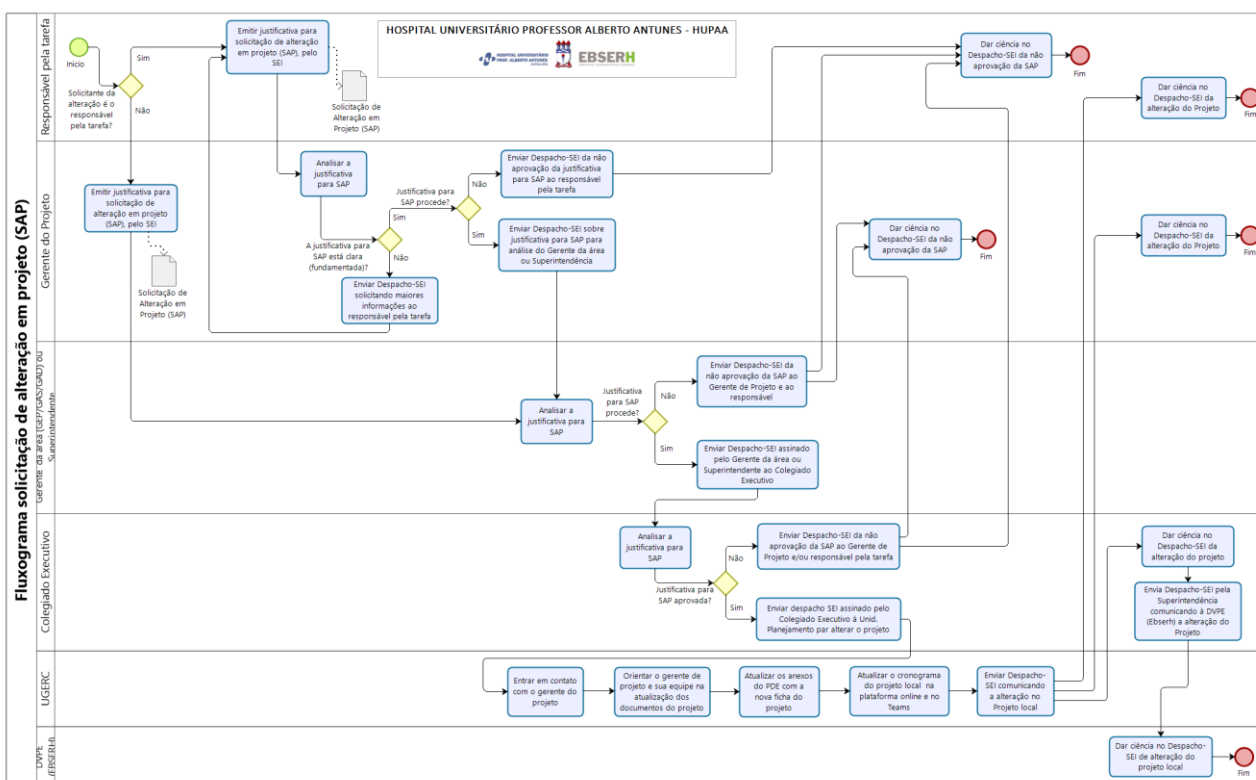 Fluxograma solicitação de alteração em projeto (SAP)
HOSPITAL UNIVERSITÁRIO PROFESSOR ALBERTO ANTUNES - HUPAA
HOSPITAL UNIVERSITÁRIO
PROF. ALBERTO ANTUNES
EBSERH
Responsável pela tarefa
Inicio
Solicitante da
alteração é o
responsável
pela tarefa?
Sim
Não
Emitir justificativa para
solicitação de alteração
em projeto (SAP), pelo
SEI
Solicitação de
Alteração em
Projeto (SAP)
Dar ciência no
Despacho-SEI da não
aprovação da SAP
Fim
Dar ciência no
Despacho-SEI da
alteração do Projeto
Fim
Gerente do Projeto
Emitir justificativa para
solicitação de
alteração em projeto
(SAP), pelo SEI
Solicitação de
Alteração em
Projeto (SAP)
Analisar a
justificativa
para SAP
A justificativa para
SAP está clara
(fundamentada)?
Sim
Não
Enviar Despacho-SEI
solicitando maiores
informações ao
responsável pela tarefa
Justificativa para
SAP procede?
Não
Sim
Enviar Despacho-SEI da não
aprovação da justificativa
para SAP ao responsável
pela tarefa
Enviar Despacho-SEI sobre
justificativa para SAP para
análise do Gerente da área
ou Superintendência
Dar ciência no
Despacho-SEI da não
aprovação da SAP
Fim
Dar ciência no
Despacho-SEI da
alteração do Projeto
Fim
Gerente da área (GEP/GAS/GAD) ou
Superintendente
Analisar a
justificativa para
SAP
Justificativa
para SAP
procede?
Não
Sim
Enviar Despacho-SEI da
não aprovação da SAP ao
Gerente de Projeto e ao
responsável
Enviar Despacho-SEI assinado
pelo Gerente da área ou
Superintendente ao Colegiado
Executivo
Colegiado Executivo
Analisar a
justificativa para
SAP
Justificativa para
SAP aprovada?
Não
Sim
Enviar Despacho-SEI da não
aprovação da SAP ao Gerente de
Projeto e/ou responsável pela tarefa
Enviar despacho SEI assinado pelo
Colegiado Executivo à Unid.
Planejamento par alterar o projeto
Dar ciência no
Despacho-SEI da
alteração do projeto
Envia Despacho-SEI pela
Superintendência
comunicando à DVPE
(Ebserh) a alteração do
Projeto
UGERC
Entrar em contato
com o gerente do
projeto
Orientar o gerente de
projeto e sua equipe na
atualização dos
documentos do projeto
Atualizar os anexos
do PDE com a
nova ficha do
projeto
Atualizar o cronograma
do projeto local na
plataforma online e no
Teams
Enviar Despacho-
SEI comunicando
a alteração no
Projeto local
DVPE
(EBSERH)
Dar ciência no Despacho-
SEI de alteração do
projeto local
Fim